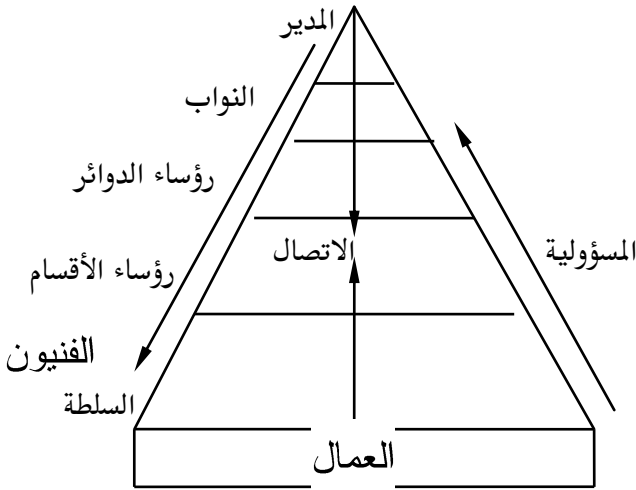 المدير
النواب
رؤساء الدوائر
الاتصال
المسؤولية
رؤساء الأقسام
الفنيون
السلطة
العمال